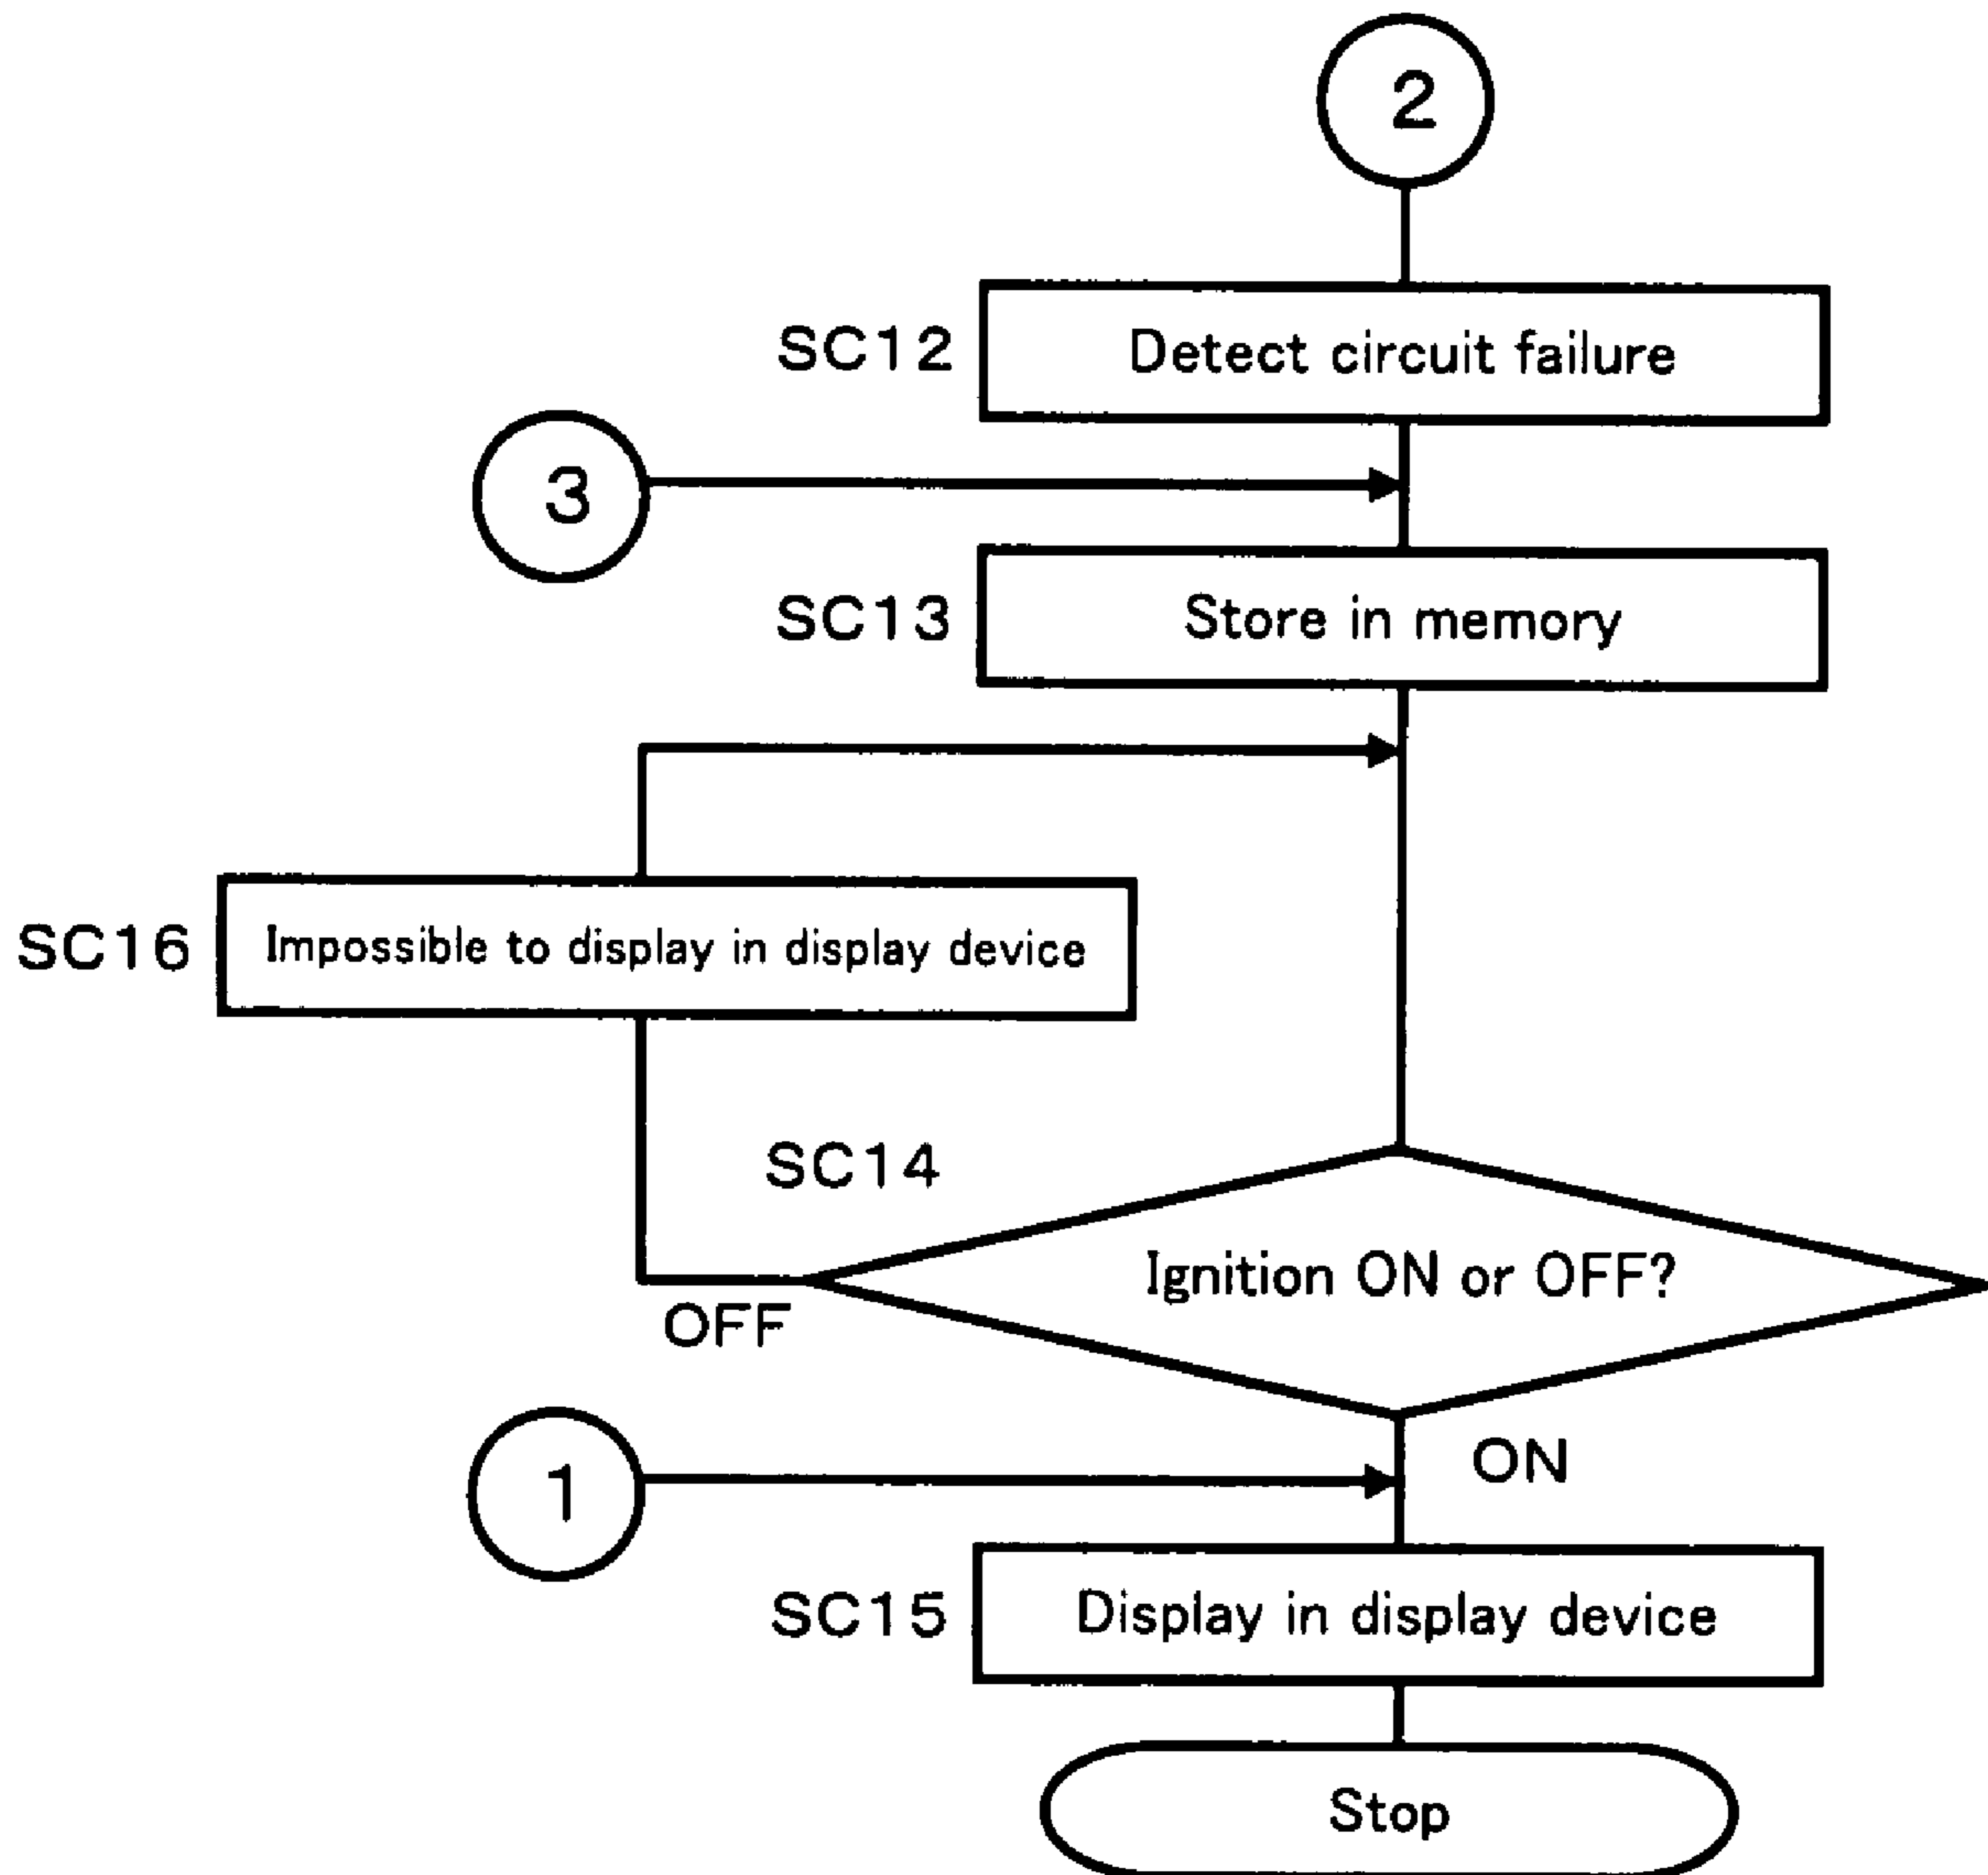 2
SC12
Detect circuit failure
3
SC13
Store in memory
SC16
Impossible to display in display device
SC14
Ignition ON or OFF?
OFF
ON
1
SC15
Display in display device
Stop